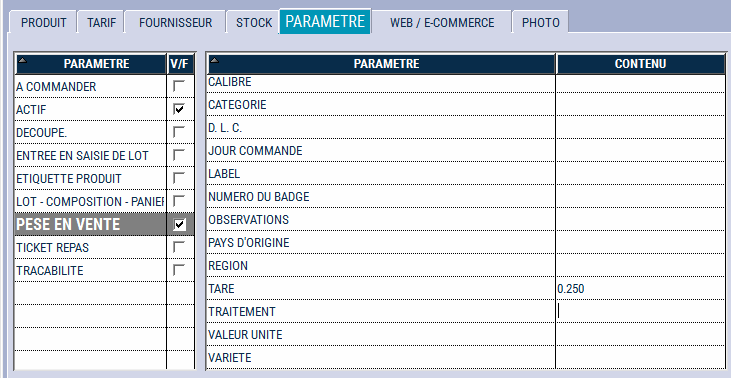 PRODUIT TARIF FOURNISSEUR STOCK PARAMETRE WEB / E-COMMERCE PHOTO
PARAMETRE V/F
A COMMANDER
ACTIF
DECOUPE.
ENTREE EN SAISIE DE LOT
ETIQUETTE PRODUIT
LOT - COMPOSITION - PANIER
PESE EN VENTE
TICKET REPAS
TRACABILITE
PARAMETRE CONTENU
CALIBRE
CATEGORIE
D. L. C.
JOUR COMMANDE
LABEL
NUMERO DU BADGE
OBSERVATIONS
PAYS D'ORIGINE
REGION
TARE 0.250
TRAITEMENT
VALEUR UNITE
VARIETE